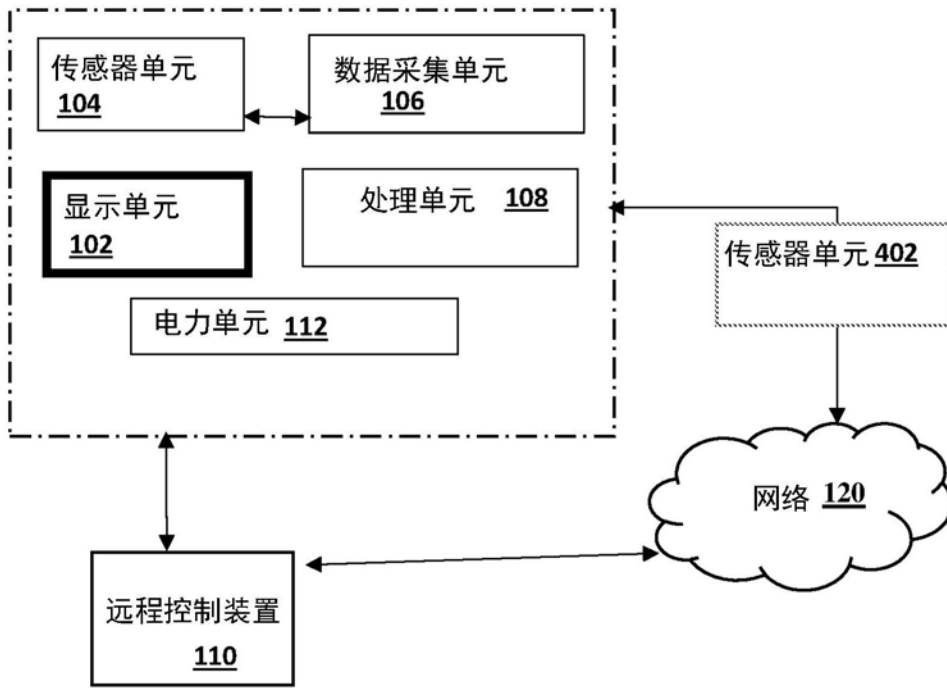 传感器单元
104
数据采集单元
106
显示单元
102
处理单元 108
传感器单元 402
电力单元 112
网络 120
远程控制装置
110